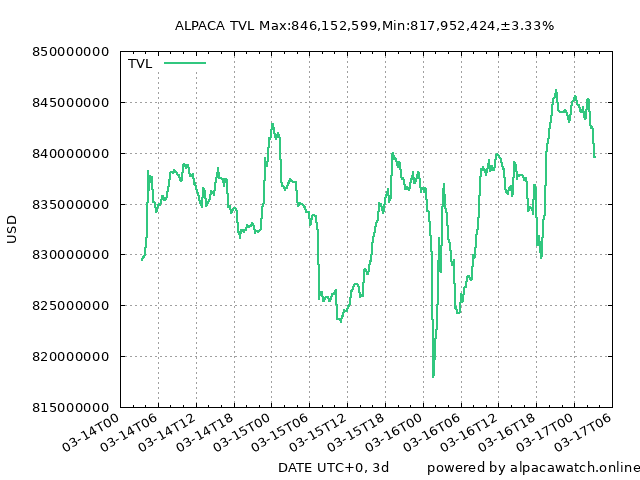 ALPACA TVL Max:846,152,599,Min:817,952,424,±3.33%
850000000
845000000
840000000
835000000
830000000
825000000
820000000
815000000
USD
TVL
03-14T00
03-14T06
03-14T12
03-14T18
03-15T00
03-15T06
03-15T12
03-15T18
03-16T00
03-16T06
03-16T12
03-16T18
03-17T00
03-17T06
DATE UTC+0, 3d
powered by alpacawatch.online